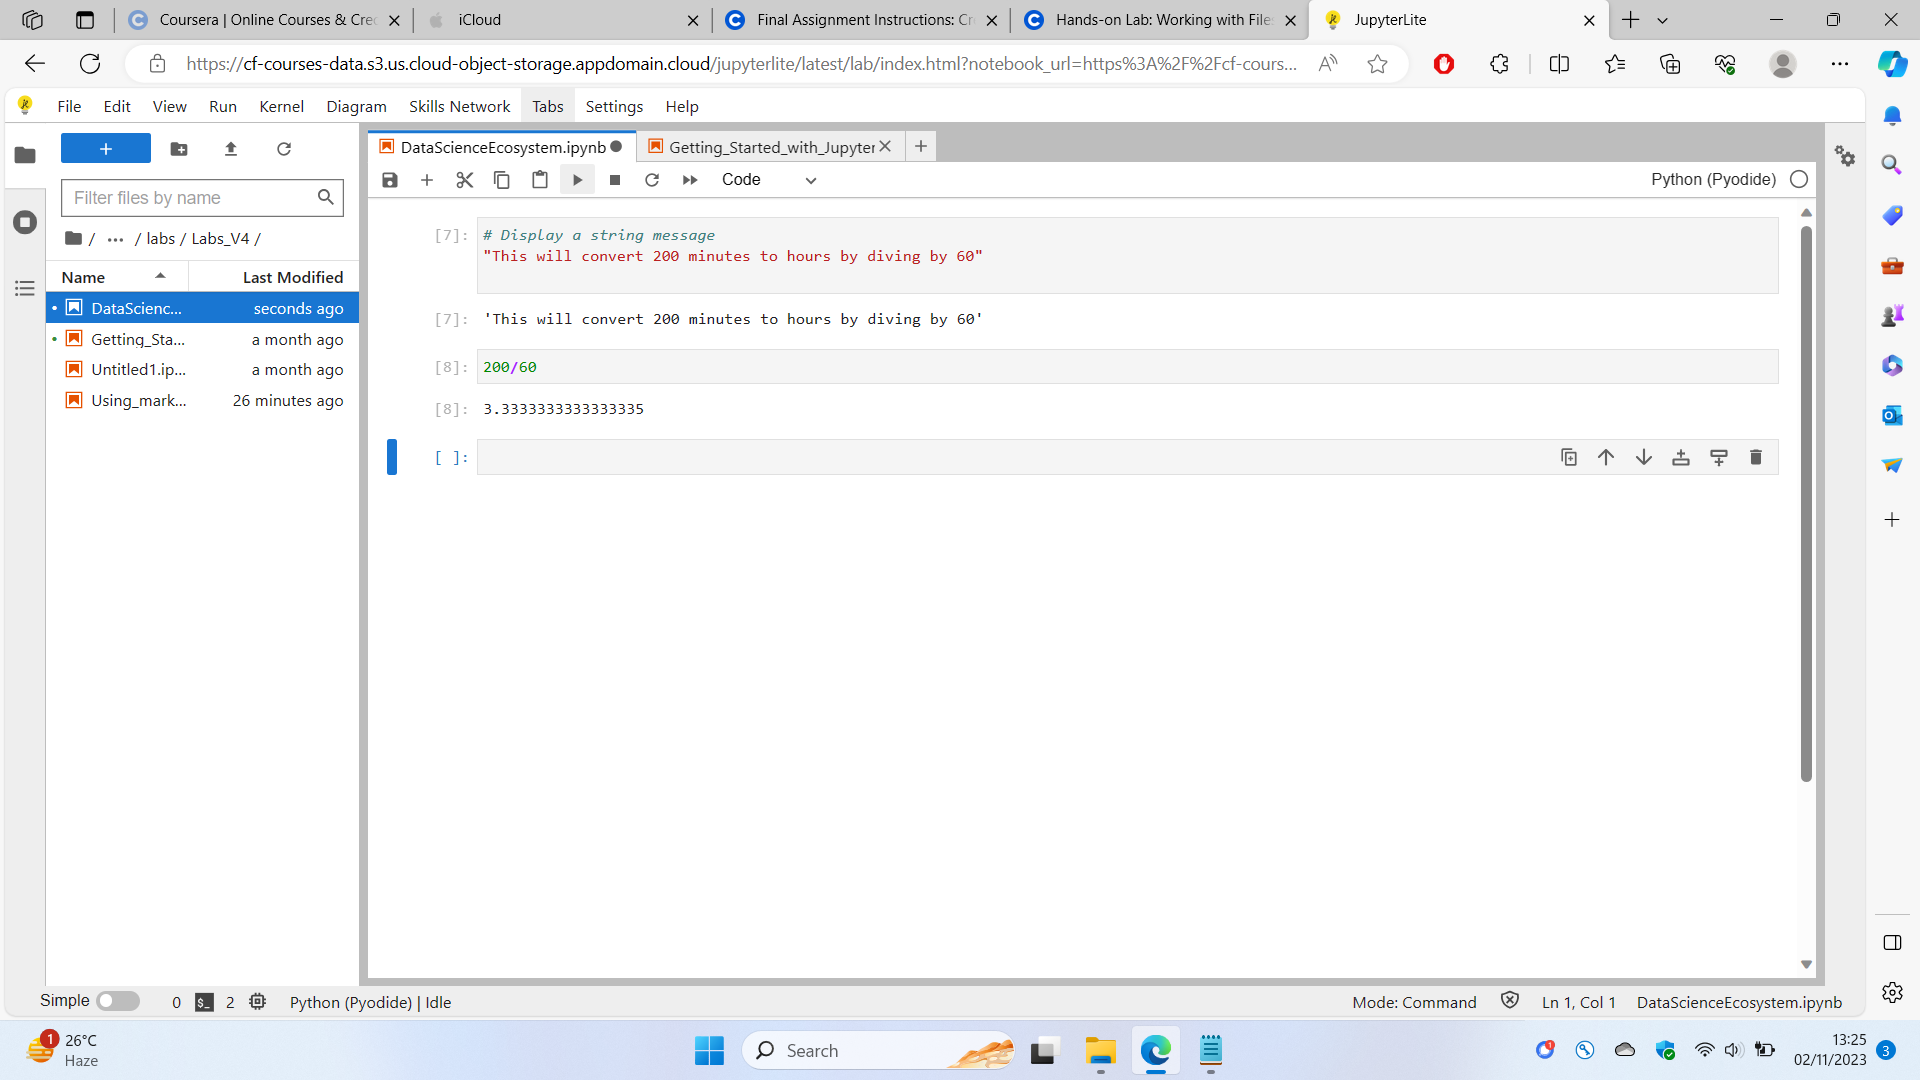 Coursera | Online Courses & Crec
iCloud
Final Assignment Instructions: Cr
Hands-on Lab: Working with File
JupyterLite
https://cf-courses-data.s3.us.cloud-object-storage.appdomain.cloud/jupyterlite/latest/lab/index.html?notebook_url=https%3A%2F%2Fcf-cours...
File Edit View Run Kernel Diagram Skills Network Tabs Settings Help
+
DataScienceEcosystem.ipynb
Getting_Started_with_Jupyter
Code
Python (Pyodide)
Filter files by name
/ ... / labs / Labs_V4 /
Name Last Modified
DataScienc... seconds ago
Getting_Sta... a month ago
Untitled1.ip... a month ago
Using_mark... 26 minutes ago
[7]: # Display a string message
"This will convert 200 minutes to hours by diving by 60"
[7]: 'This will convert 200 minutes to hours by diving by 60'
[8]: 200/60
[8]: 3.3333333333333335
[ ]:
Simple 0 $_ 2 Python (Pyodide) | Idle
Mode: Command Ln 1, Col 1 DataScienceEcosystem.ipynb
1
26°C
Haze
Search
13:25
02/11/2023
3